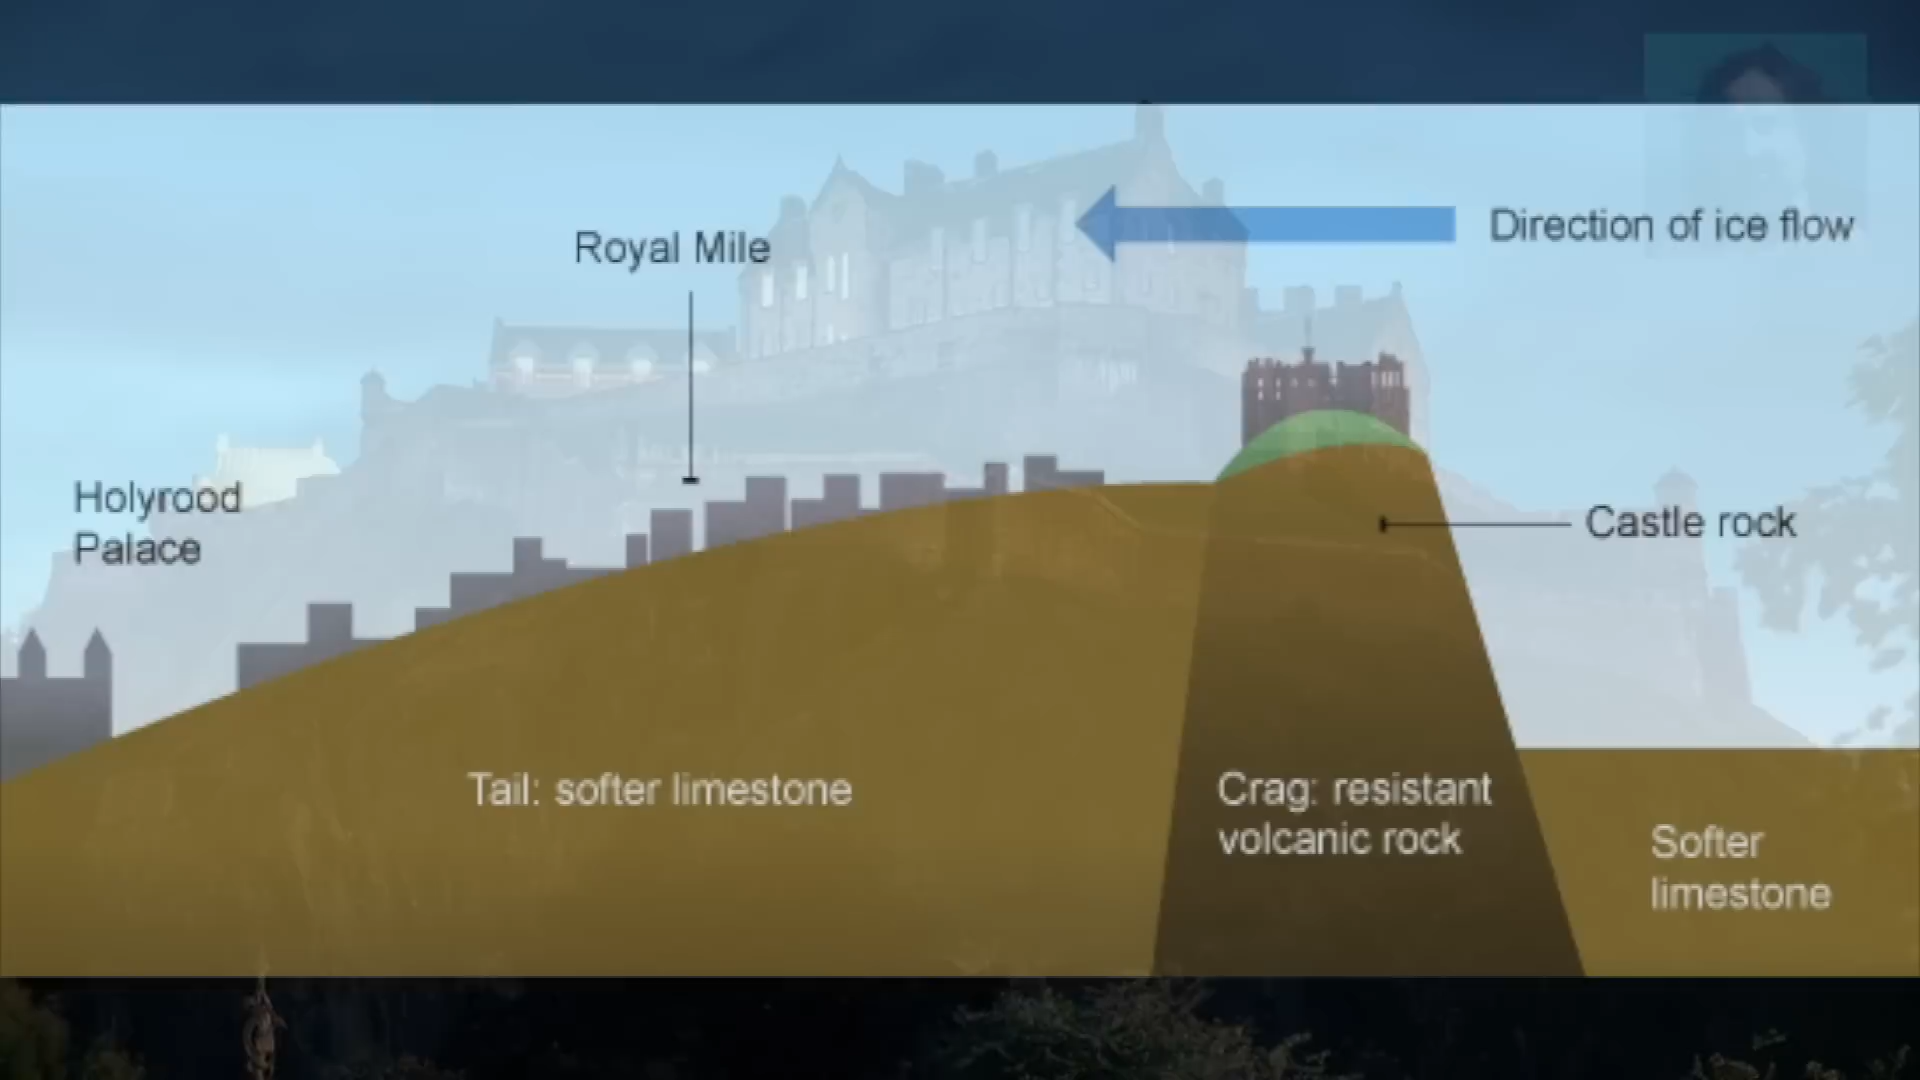 Direction of ice flow
Royal Mile
Holyrood
Palace
Castle rock
Tail: softer limestone
Crag: resistant
volcanic rock
Softer
limestone